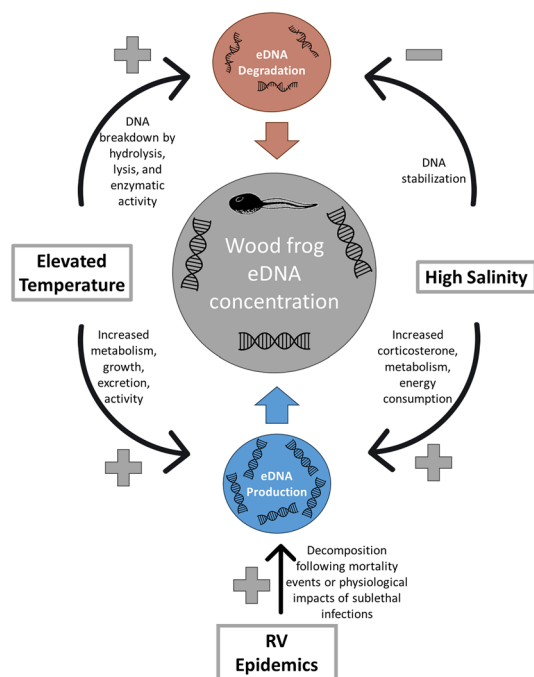 eDNA
Degradation
DNA
breakdown by
hydrolysis,
lysis, and
enzymatic
activity
DNA
stabilization
Wood frog
eDNA
concentration
Elevated
Temperature
High Salinity
Increased
metabolism,
growth,
excretion,
activity
Increased
corticosterone,
metabolism,
energy
consumption
eDNA
Production
Decomposition
following mortality
events or physiological
impacts of sublethal
infections
RV
Epidemics